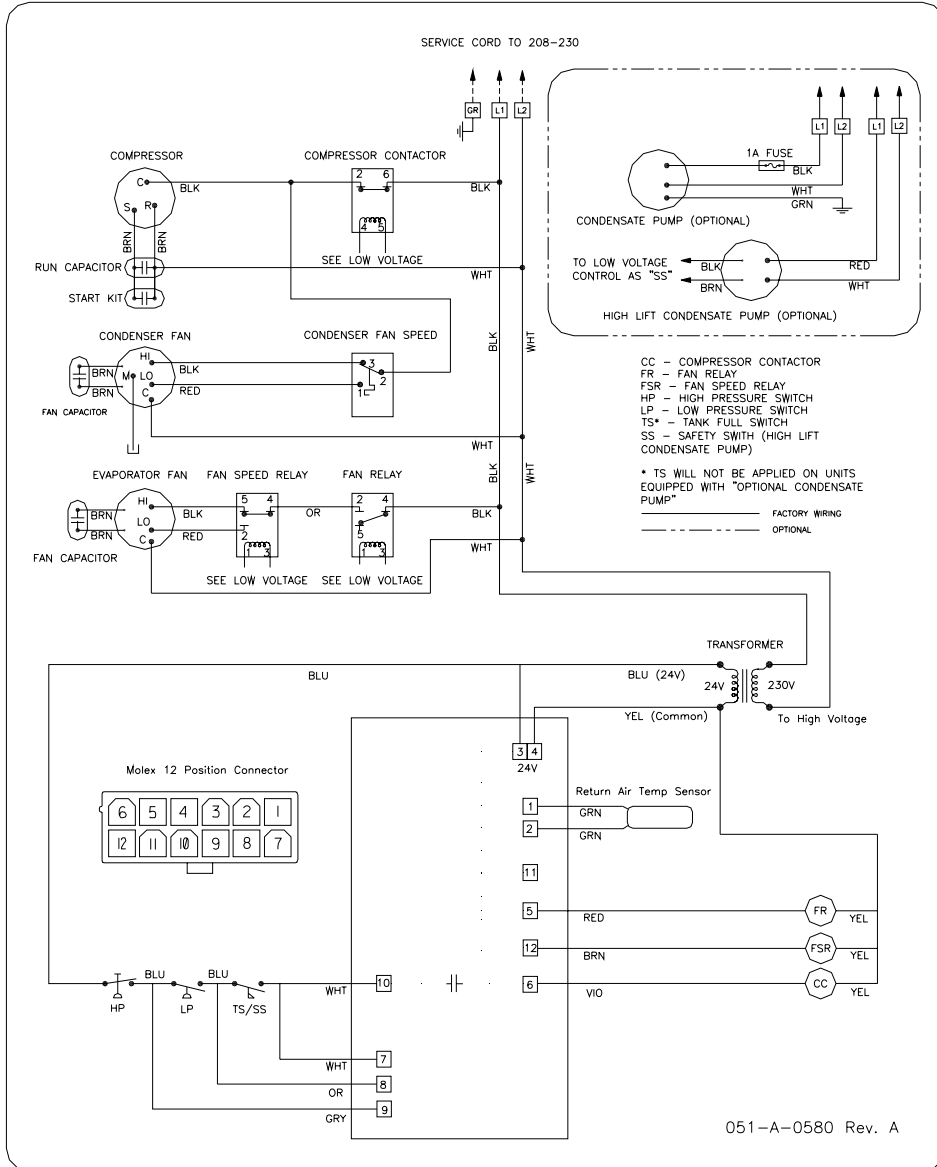 SERVICE CORD TO 208-230
GR
L1
L2
L1
L2
L1
L2
1A FUSE
BLK
WHT
GRN
CONDENSATE PUMP (OPTIONAL)
TO LOW VOLTAGE
CONTROL AS "SS"
BLK
BRN
RED
WHT
HIGH LIFT CONDENSATE PUMP (OPTIONAL)
COMPRESSOR
C
S
R
BLK
BRN
BRN
COMPRESSOR CONTACTOR
2 6
4 5
BLK
SEE LOW VOLTAGE
RUN CAPACITOR
WHT
START KIT
CONDENSER FAN
HI
M
LO
C
BRN
BRN
BLK
RED
FAN CAPACITOR
CONDENSER FAN SPEED
3
2
1
BLK
WHT
WHT
CC - COMPRESSOR CONTACTOR
FR - FAN RELAY
FSR - FAN SPEED RELAY
HP - HIGH PRESSURE SWITCH
LP - LOW PRESSURE SWITCH
TS* - TANK FULL SWITCH
SS - SAFETY SWITH (HIGH LIFT
CONDENSATE PUMP)
* TS WILL NOT BE APPLIED ON UNITS
EQUIPPED WITH "OPTIONAL CONDENSATE
PUMP"
FACTORY WIRING
OPTIONAL
EVAPORATOR FAN
HI
LO
C
BRN
BRN
BLK
RED
FAN CAPACITOR
FAN SPEED RELAY
5 4
2
1 3
SEE LOW VOLTAGE
OR
FAN RELAY
2 4
5
1 3
SEE LOW VOLTAGE
BLK
WHT
BLK
WHT
TRANSFORMER
BLU
BLU (24V)
24V
230V
YEL (Common)
To High Voltage
3 4
24V
Molex 12 Position Connector
6 5 4 3 2 1
12 11 10 9 8 7
Return Air Temp Sensor
1
GRN
2
GRN
11
5
RED
FR
YEL
12
BRN
FSR
YEL
6
VIO
CC
YEL
HP
BLU
LP
BLU
TS/SS
WHT
10
WHT
7
OR
8
GRY
9
051-A-0580 Rev. A